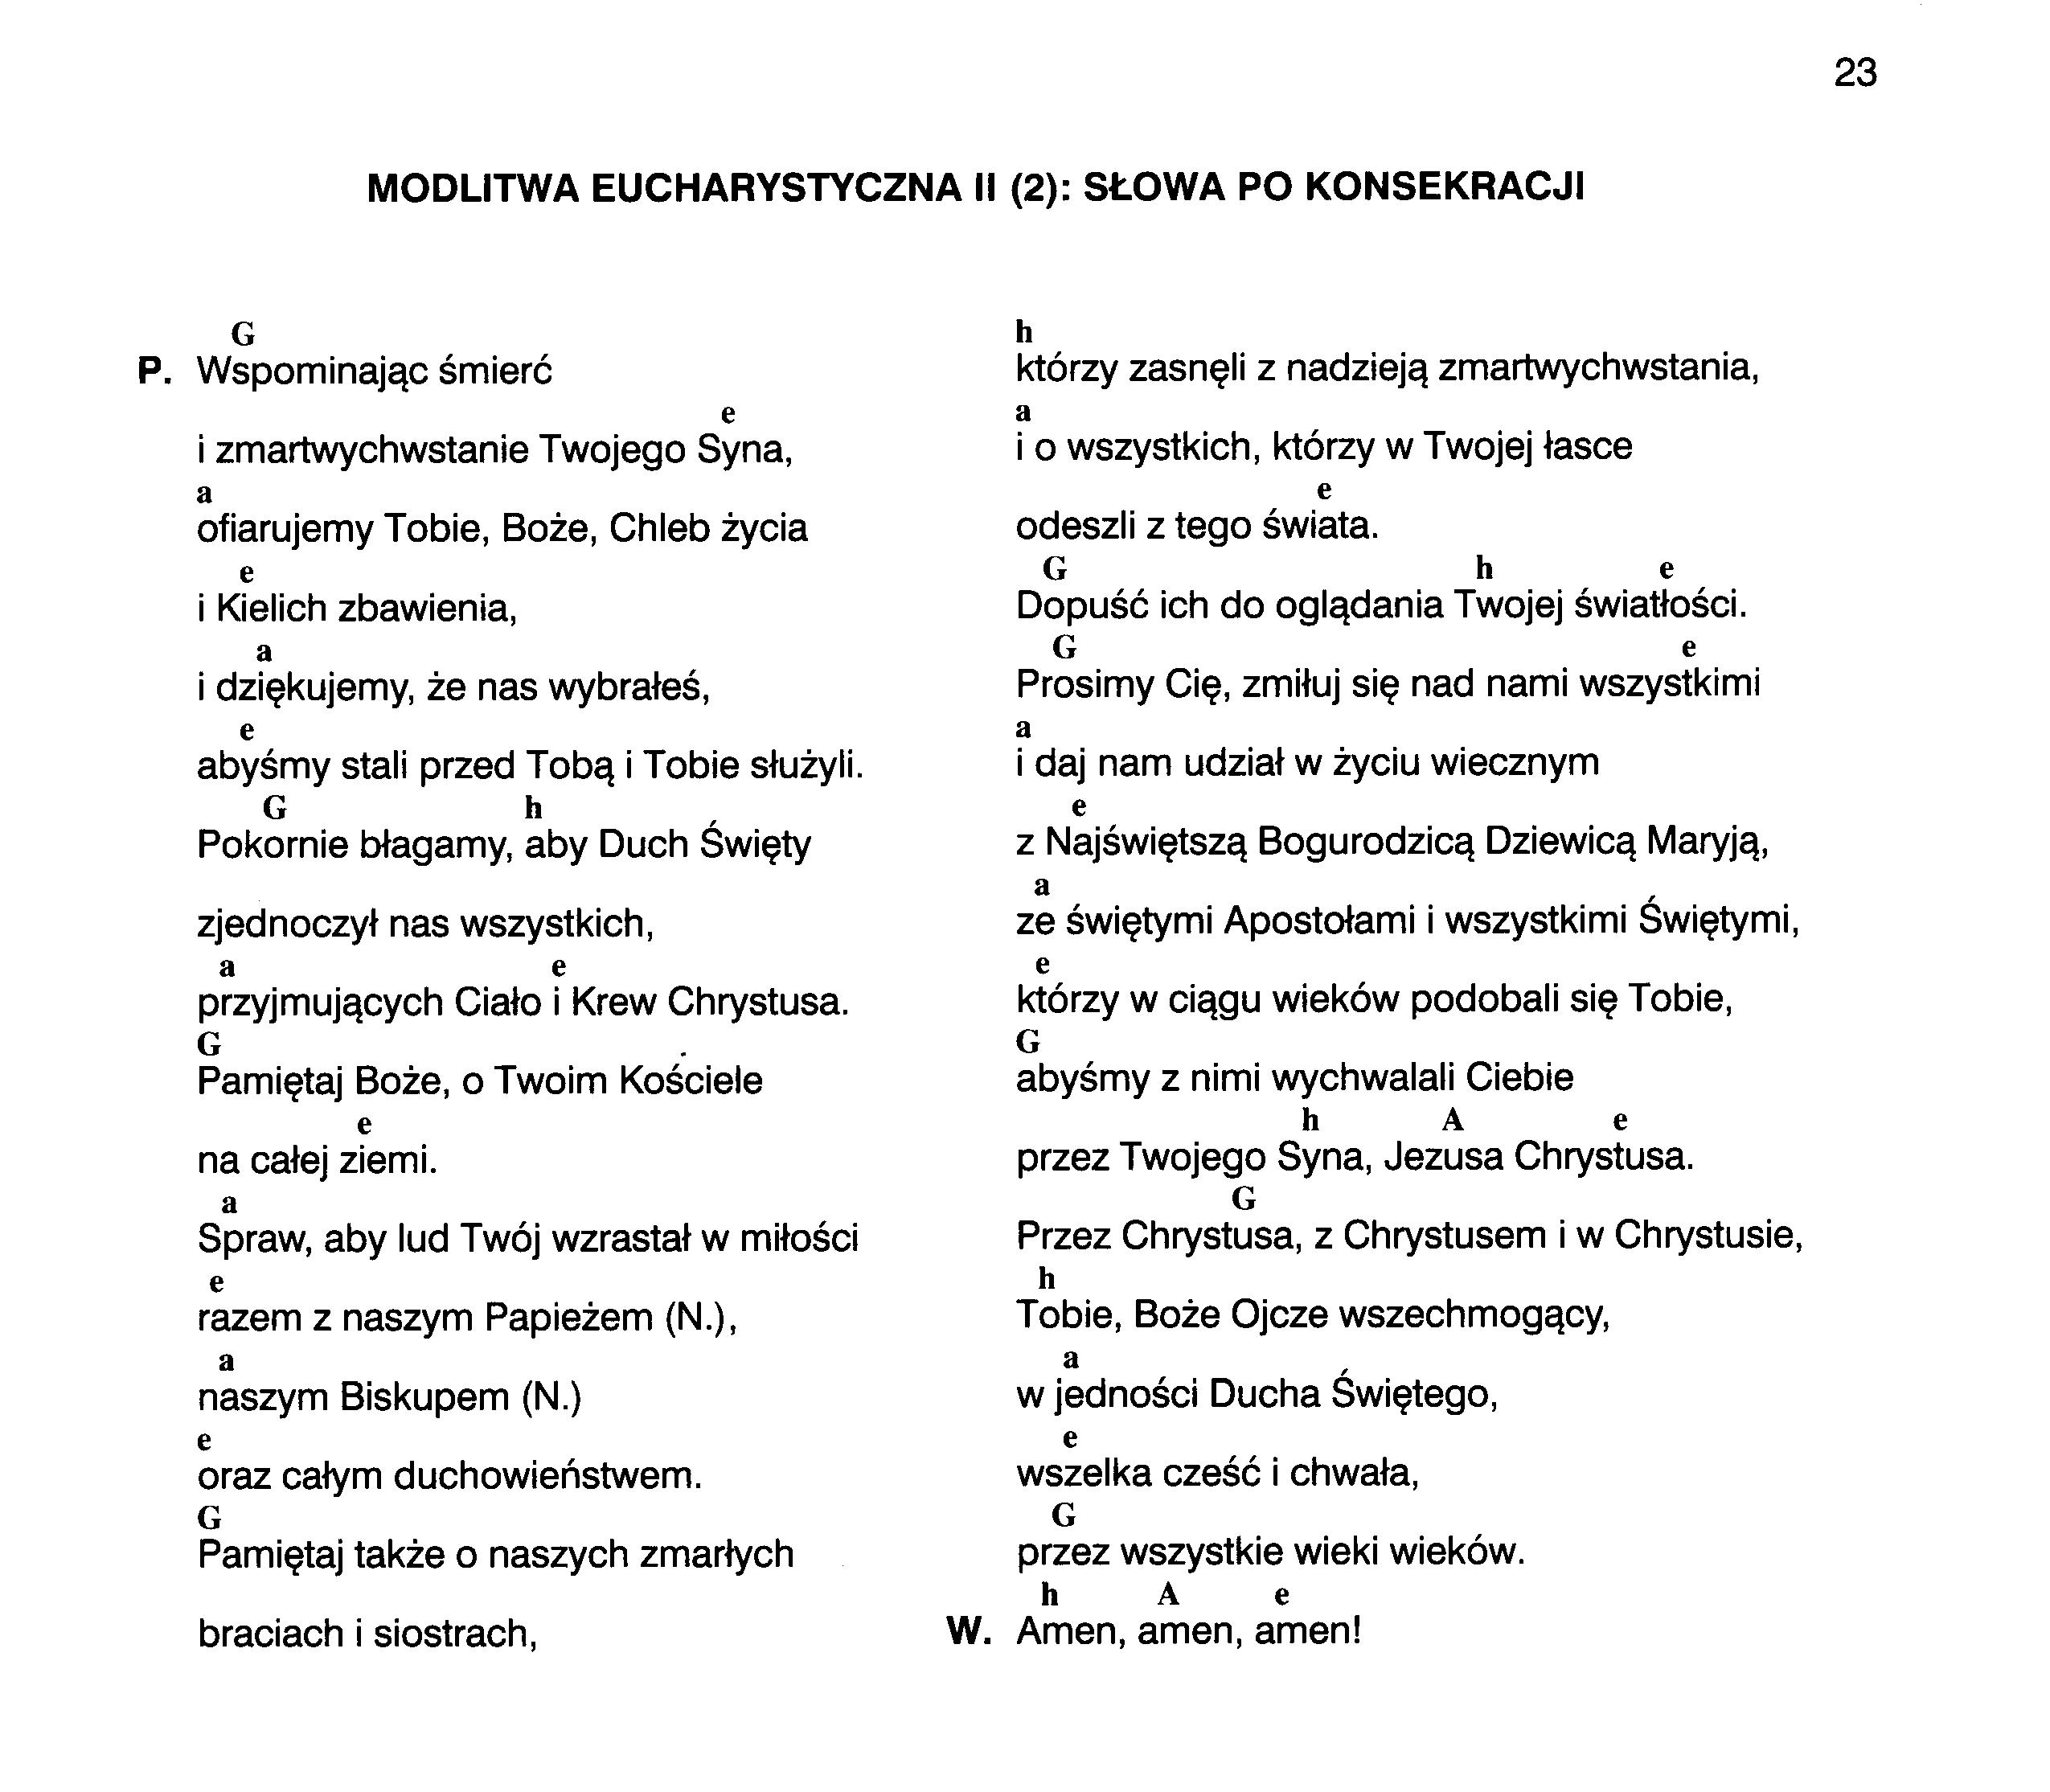 23
MODLITWA EUCHARYSTYCZNA II (2): SŁOWA PO KONSEKRACJI
G
P. Wspominając śmierć
e
i zmartwychwstanie Twojego Syna,
a
ofiarujemy Tobie, Boże, Chleb życia
e
i Kielich zbawienia,
a
i dziękujemy, że nas wybrałeś,
e
abyśmy stali przed Tobą i Tobie służyli.
G h
Pokornie błagamy, aby Duch Święty
zjednoczył nas wszystkich,
a e
przyjmujących Ciało i Krew Chrystusa.
G
Pamiętaj Boże, o Twoim Kościele
e
na całej ziemi.
a
Spraw, aby lud Twój wzrastał w miłości
e
razem z naszym Papieżem (N.),
a
naszym Biskupem (N.)
e
oraz całym duchowieństwem.
G
Pamiętaj także o naszych zmarłych
braciach i siostrach,
h
którzy zasnęli z nadzieją zmartwychwstania,
a
i o wszystkich, którzy w Twojej łasce
e
odeszli z tego świata.
G h e
Dopuść ich do oglądania Twojej światłości.
G e
Prosimy Cię, zmiłuj się nad nami wszystkimi
a
i daj nam udział w życiu wiecznym
e
z Najświętszą Bogurodzicą Dziewicą Maryją,
a
ze świętymi Apostołami i wszystkimi Świętymi,
e
którzy w ciągu wieków podobali się Tobie,
G
abyśmy z nimi wychwalali Ciebie
h A e
przez Twojego Syna, Jezusa Chrystusa.
G
Przez Chrystusa, z Chrystusem i w Chrystusie,
h
Tobie, Boże Ojcze wszechmogący,
a
w jedności Ducha Świętego,
e
wszelka cześć i chwała,
G
przez wszystkie wieki wieków.
h A e
W. Amen, amen, amen!